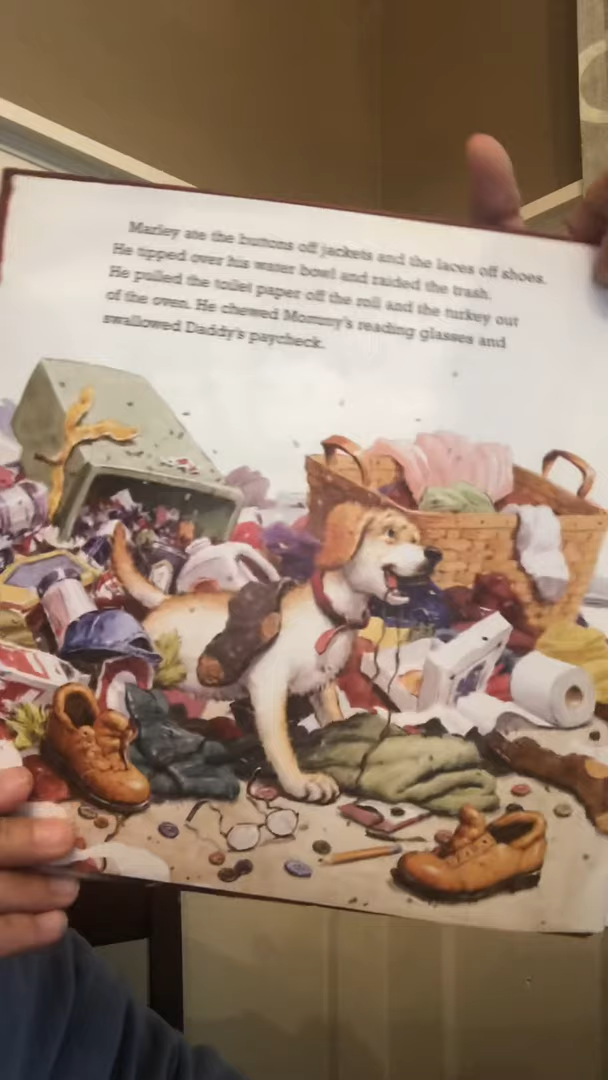 Marley ate the buttons off jackets and the laces off shoes.
He tipped over his water bowl and raided the trash.
He pulled the toilet paper off the roll and the turkey out
of the oven. He chewed Mommy's reading glasses and
swallowed Daddy's paycheck.